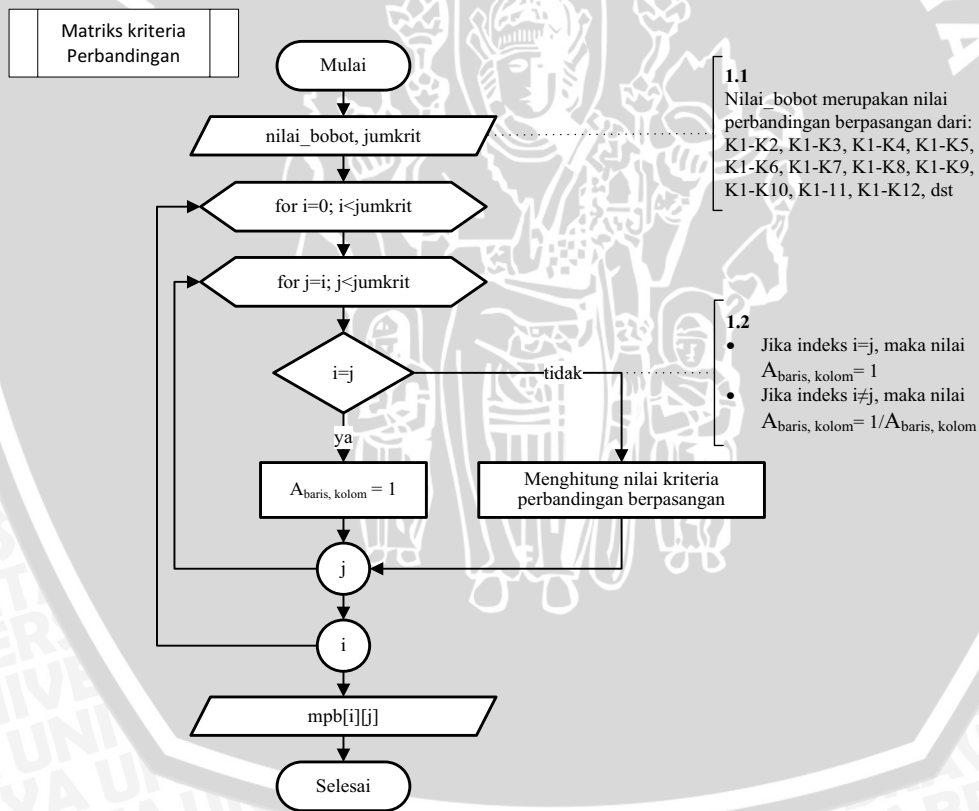 Matriks kriteria
Perbandingan
Mulai
nilai_bobot, jumkrit
1.1
Nilai_bobot merupakan nilai
perbandingan berpasangan dari:
K1-K2, K1-K3, K1-K4, K1-K5,
K1-K6, K1-K7, K1-K8, K1-K9,
K1-K10, K1-11, K1-K12, dst
for i=0; i<jumkrit
for j=i; j<jumkrit
i=j
tidak
ya
1.2
• Jika indeks i=j, maka nilai
Abaris, kolom= 1
• Jika indeks i≠j, maka nilai
Abaris, kolom= 1/Abaris, kolom
Abaris, kolom = 1
Menghitung nilai kriteria
perbandingan berpasangan
j
i
mpb[i][j]
Selesai